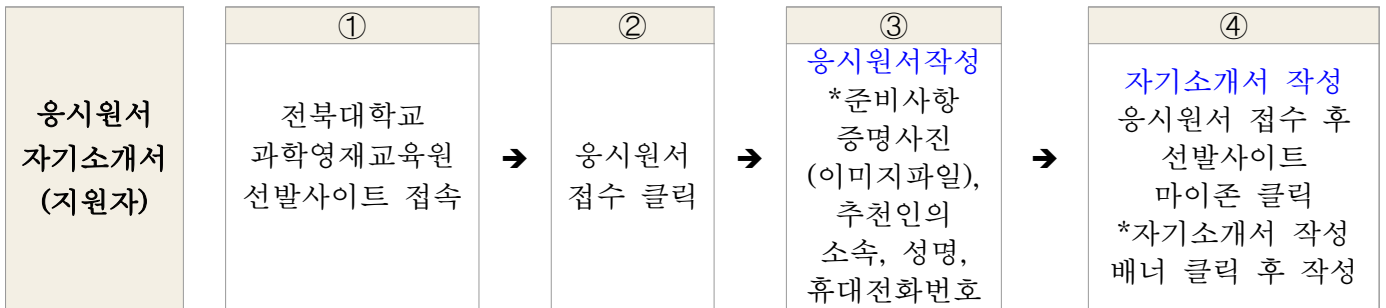 응시원서
자기소개서
(지원자)
①
전북대학교
과학영재교육원
선발사이트 접속
➔
②
응시원서
접수 클릭
➔
③
응시원서작성
*준비사항
증명사진
(이미지파일),
추천인의
소속, 성명,
휴대전화번호
➔
④
자기소개서 작성
응시원서 접수 후
선발사이트
마이존 클릭
*자기소개서 작성
배너 클릭 후 작성